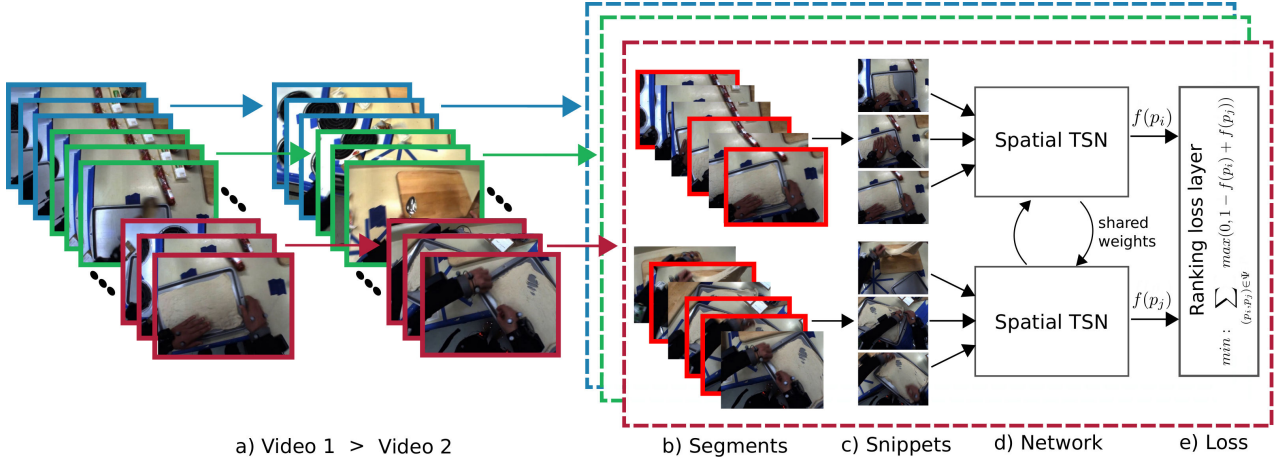 Spatial TSN
f(p_i)
shared
weights
Spatial TSN
f(p_j)
Ranking loss layer
min : \sum_{(p_i,p_j)∈Ψ} max(0, 1 − f(p_i) + f(p_j))
a) Video 1 > Video 2
b) Segments
c) Snippets
d) Network
e) Loss